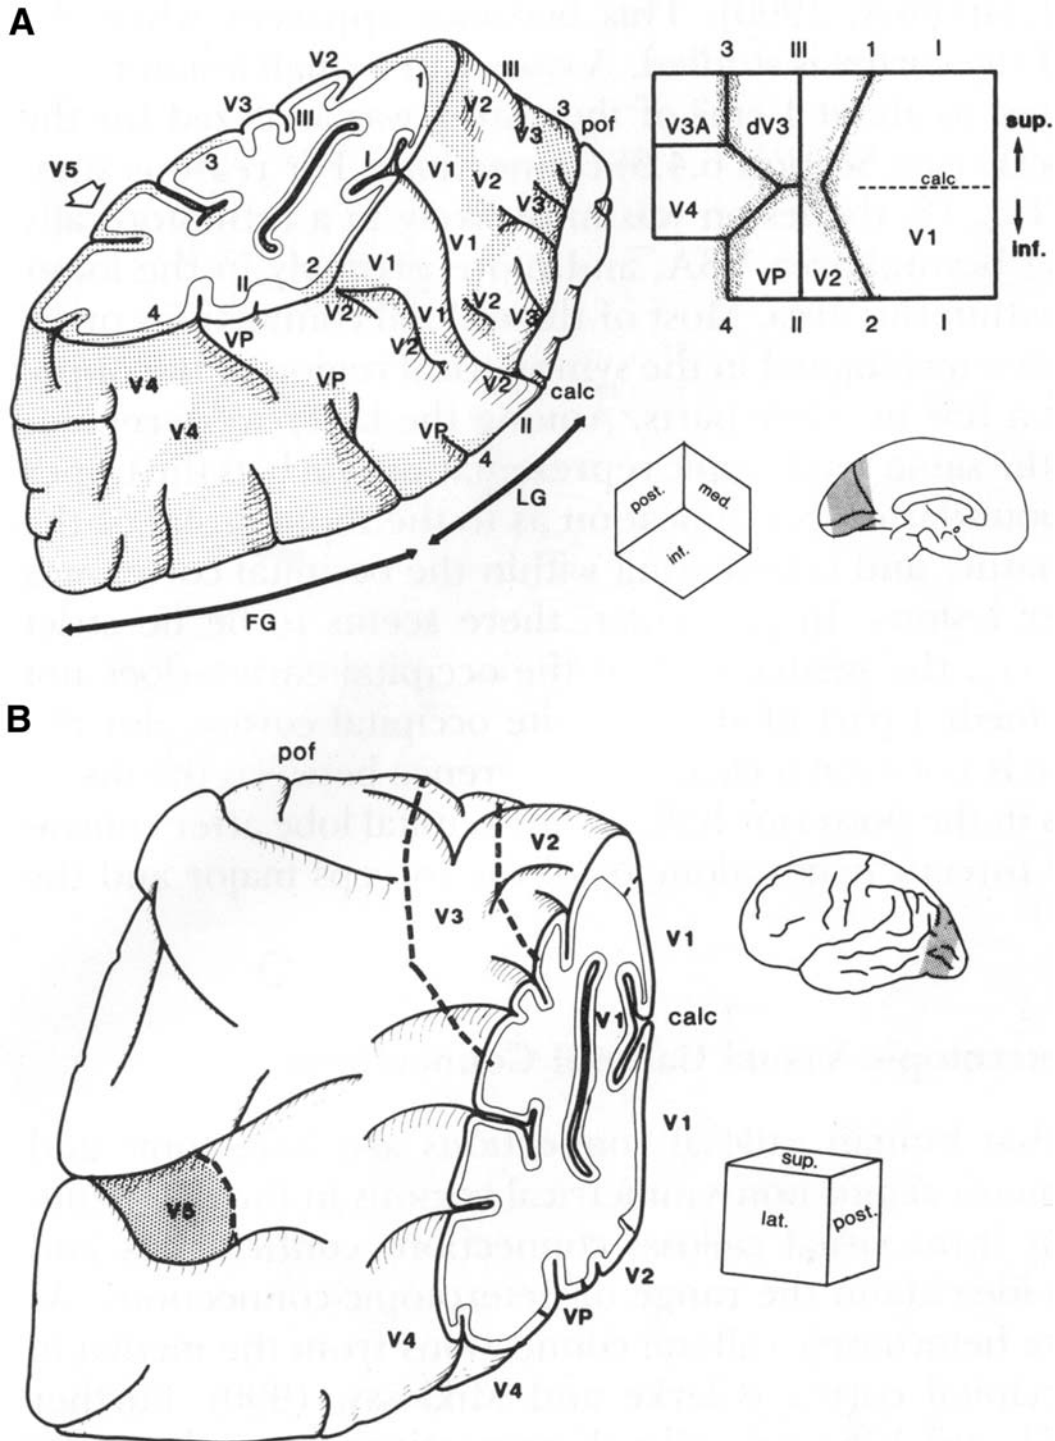 A
V2
III
1
V3
III
V2
3
V3
pof
3
V5
I
V1
V2
V3
V1
2
V1
II
V2
V1
V2
V3
4
VP
V2
V2
calc
V4
VP
II
V4
VP
4
LG
FG
3 III 1 I
V3A dV3
sup.
calc
V4
V1
inf.
VP V2
4 II 2 I
post. med.
inf.
B
pof
V2
V3
V1
V1 calc
V1
sup.
lat. post.
V5
V2
VP
V4
V4